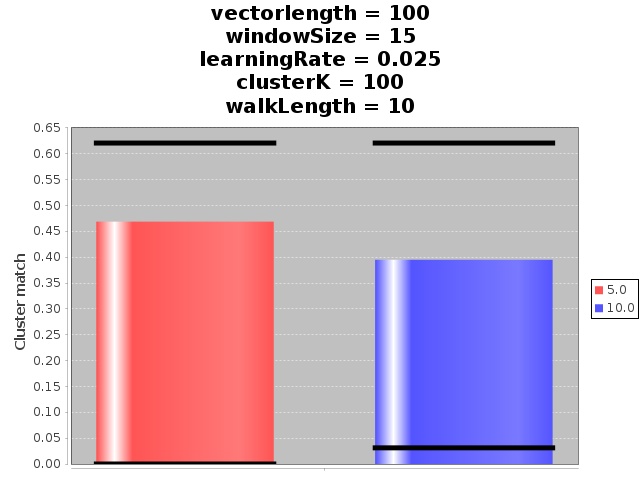 vectorlength = 100
windowSize = 15
learningRate = 0.025
clusterK = 100
walkLength = 10
0.65
0.60
0.55
0.50
0.45
0.40
0.35
0.30
0.25
0.20
0.15
0.10
0.05
0.00
Cluster match
5.0
10.0